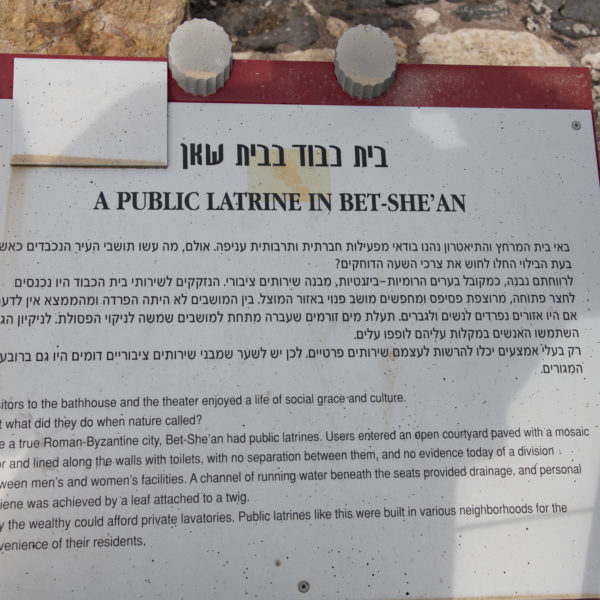 בית כבוד בבית שאן
A PUBLIC LATRINE IN BET-SHE'AN
באי בית המרחץ והתיאטרון נהנו בודאי מפעילות חברתית ותרבותית עניפה. אולם, מה עשו תושבי העיר הנכבדים כאש
בעת הבילוי החלו לחוש את צרכי השעה הדוחקים?
לרווחתם נבנה, כמקובל בערים הרומיות-ביזנטיות, מבנה שירותים ציבורי. הנזקקים לשירותי בית הכבוד היו נכנסים
לחצר פתוחה, מרוצפת פסיפס ומחפשים מושב פנוי באזור המוצל. בין המושבים לא היתה הפרדה ומהממצא אין לדע
אם היו אזורים נפרדים לנשים ולגברים. תעלת מים זורמים שעברה מתחת למושבים שמשה לניקוי הפסולת. לניקיון הג
השתמשו האנשים במקלות עליהם לופפו עלים.
רק בעלי אמצעים יכלו להרשות לעצמם שירותים פרטיים. לכן יש לשער שמבני שירותים ציבוריים דומים היו גם ברובע
המגורים.
sitors to the bathhouse and the theater enjoyed a life of social grace and culture.
t what did they do when nature called?
e a true Roman-Byzantine city, Bet-She'an had public latrines. Users entered an open courtyard paved with a mosaic
or and lined along the walls with toilets, with no separation between them, and no evidence today of a division
ween men's and women's facilities. A channel of running water beneath the seats provided drainage, and personal
iene was achieved by a leaf attached to a twig.
y the wealthy could afford private lavatories. Public latrines like this were built in various neighborhoods for the
venience of their residents.